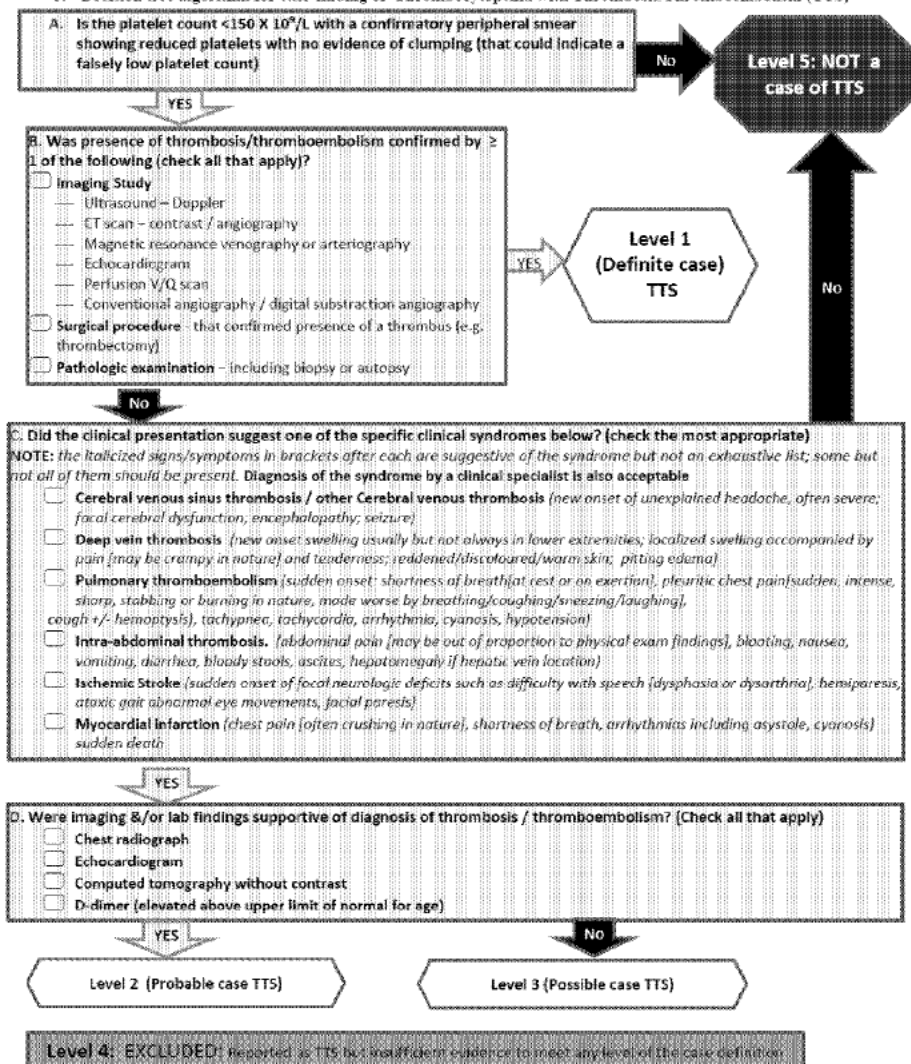 A. Is the platelet count <150 X 10⁹/L with a confirmatory peripheral smear
showing reduced platelets with no evidence of clumping (that could indicate a
falsely low platelet count)
No
Level 5: NOT a
case of TTS
YES
B. Was presence of thrombosis/thromboembolism confirmed by ≥
1 of the following (check all that apply)?
Imaging Study
— Ultrasound – Doppler
— CT scan – contrast / angiography
— Magnetic resonance venography or arteriography
— Echocardiogram
— Perfusion V/Q scan
— Conventional angiography / digital substraction angiography
Surgical procedure - that confirmed presence of a thrombus (e.g.
thrombectomy)
Pathologic examination – including biopsy or autopsy
YES
Level 1
(Definite case)
TTS
No
No
C. Did the clinical presentation suggest one of the specific clinical syndromes below? (check the most appropriate)
NOTE: the italicized signs/symptoms in brackets after each are suggestive of the syndrome but not an exhaustive list; some but
not all of them should be present. Diagnosis of the syndrome by a clinical specialist is also acceptable
Cerebral venous sinus thrombosis / other Cerebral venous thrombosis (new onset of unexplained headache, often severe;
focal cerebral dysfunction, encephalopathy; seizure)
Deep vein thrombosis (new onset swelling usually but not always in lower extremities; localized swelling accompanied by
pain [may be crampy in nature] and tenderness; reddened/discoloured/warm skin; pitting edema)
Pulmonary thromboembolism (sudden onset: shortness of breath[at rest or on exertion], pleuritic chest pain[sudden, intense,
sharp, stabbing or burning in nature, made worse by breathing/coughing/sneezing/laughing],
cough +/- hemoptysis), tachypnea, tachycardia, arrhythmia, cyanosis, hypotension)
Intra-abdominal thrombosis. (abdominal pain [may be out of proportion to physical exam findings], bloating, nausea,
vomiting, diarrhea, bloody stools, ascites, hepatomegaly if hepatic vein location)
Ischemic Stroke (sudden onset of focal neurologic deficits such as difficulty with speech [dysphasia or dysarthria], hemiparesis,
ataxic gait abnormal eye movements, facial paresis)
Myocardial infarction (chest pain [often crushing in nature], shortness of breath, arrhythmias including asystole, cyanosis)
sudden death
YES
D. Were imaging &/or lab findings supportive of diagnosis of thrombosis / thromboembolism? (Check all that apply)
Chest radiograph
Echocardiogram
Computed tomography without contrast
D-dimer (elevated above upper limit of normal for age)
YES
No
Level 2 (Probable case TTS)
Level 3 (Possible case TTS)
Level 4: EXCLUDED: Reported as TTS but insufficient evidence to meet any level of the case definition